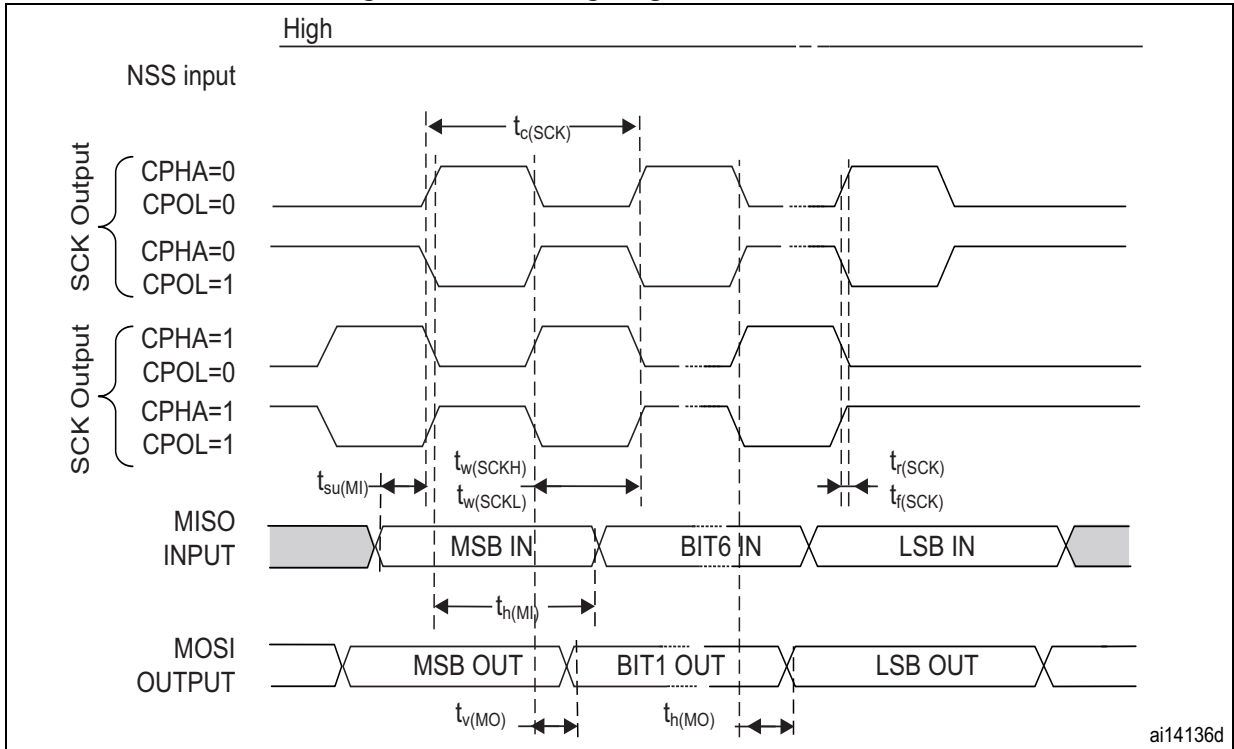 High
NSS input
tc(SCK)
SCK Output
CPHA=0
CPOL=0
CPHA=0
CPOL=1
SCK Output
CPHA=1
CPOL=0
CPHA=1
CPOL=1
tsu(MI)
tw(SCKH)
tw(SCKL)
tr(SCK)
tf(SCK)
MISO
INPUT
MSB IN
BIT6 IN
LSB IN
th(MI)
MOSI
OUTPUT
MSB OUT
BIT1 OUT
LSB OUT
tv(MO)
th(MO)
ai14136d